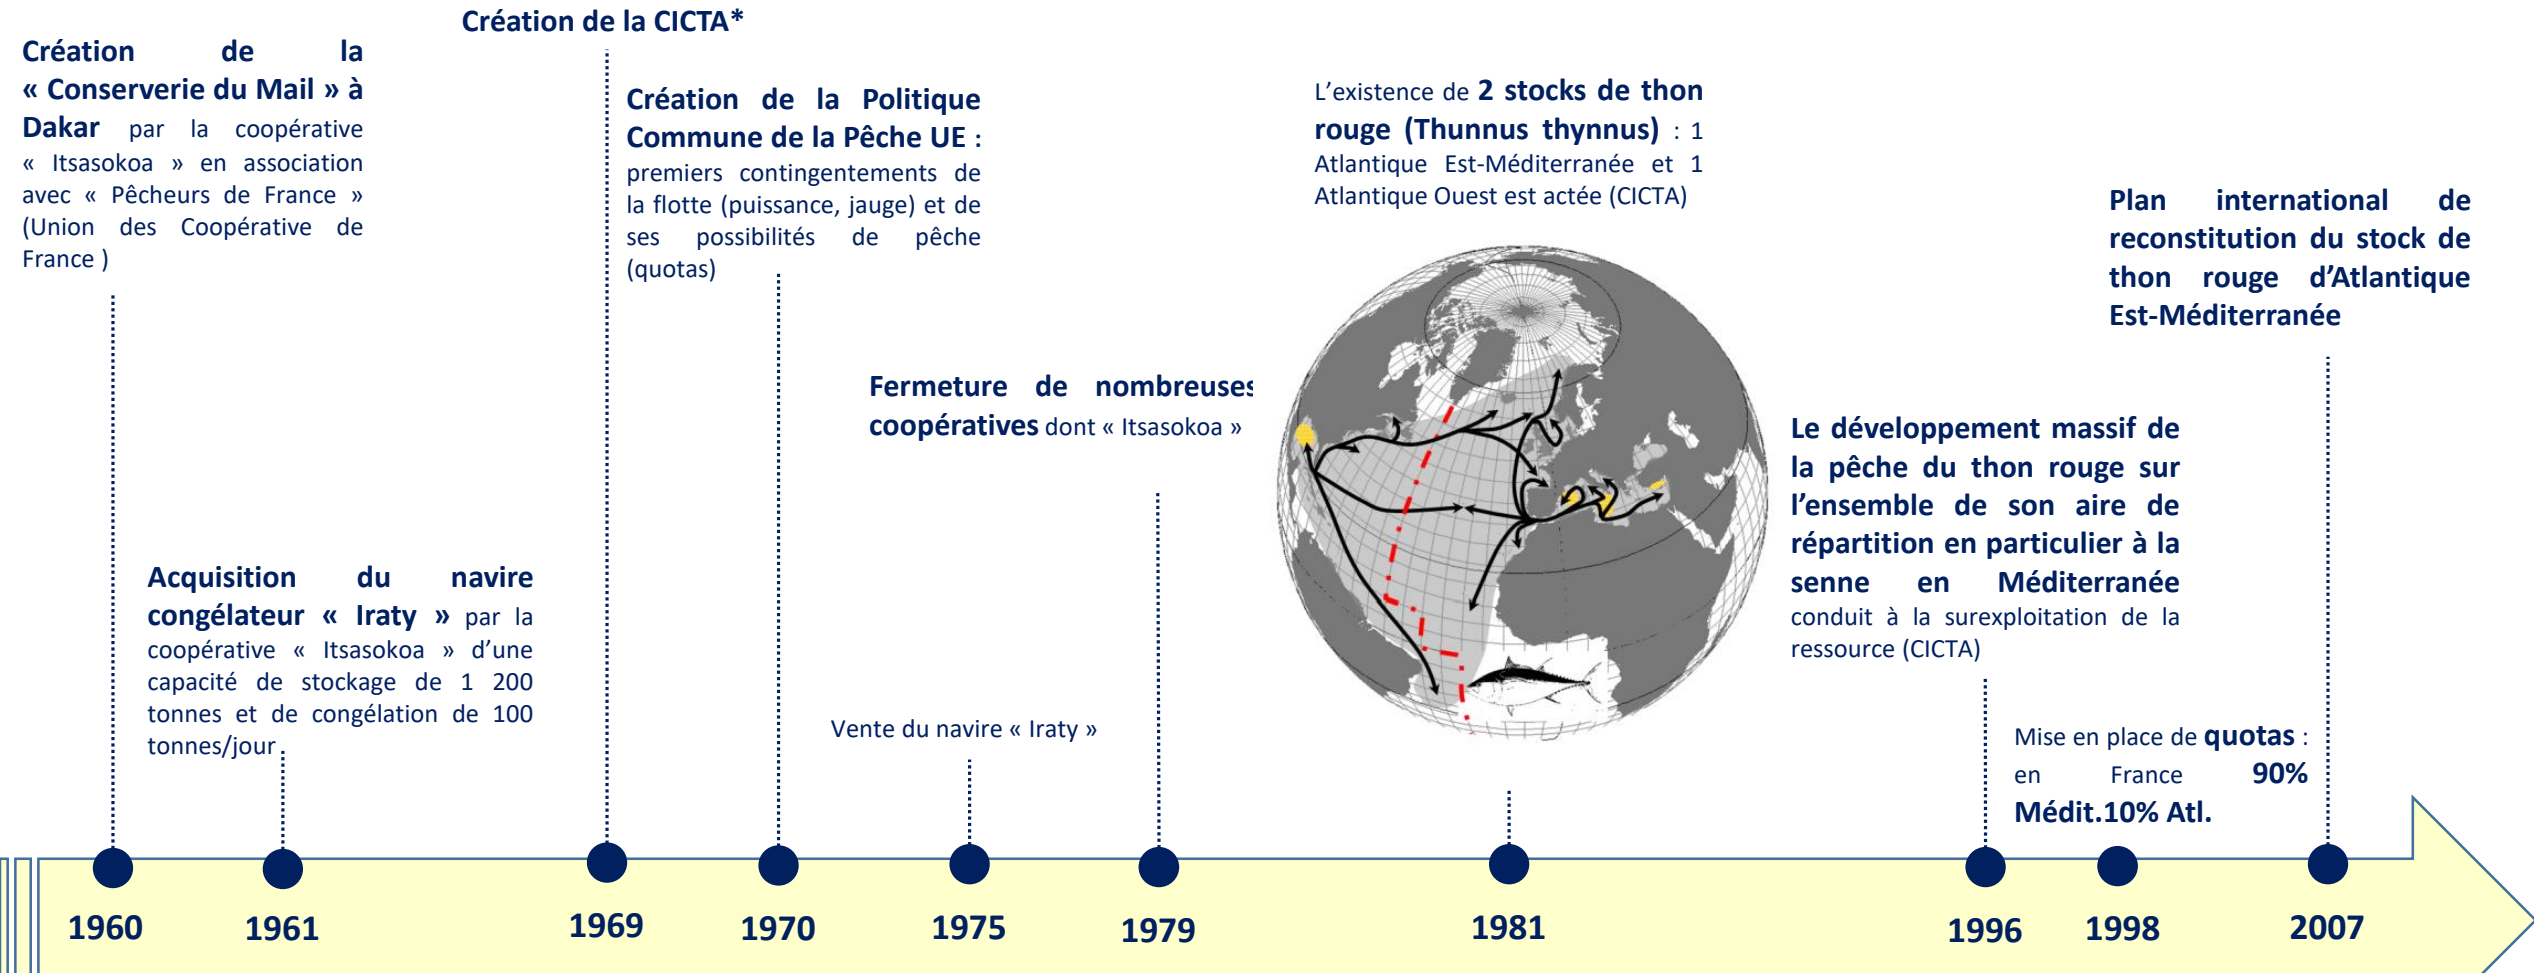 Création de la
« Conserverie du Mail » à
Dakar par la coopérative
« Itsasokoa » en association
avec « Pêcheurs de France »
(Union des Coopérative de
France )
Acquisition du navire
congélateur « Iraty » par la
coopérative « Itsasokoa » d’une
capacité de stockage de 1 200
tonnes et de congélation de 100
tonnes/jour
Création de la CICTA*
Création de la Politique
Commune de la Pêche UE :
premiers contingentements de
la flotte (puissance, jauge) et de
ses possibilités de pêche
(quotas)
Vente du navire « Iraty »
Fermeture de nombreuses
coopératives dont « Itsasokoa »
L’existence de 2 stocks de thon
rouge (Thunnus thynnus) : 1
Atlantique Est-Méditerranée et 1
Atlantique Ouest est actée (CICTA)
Le développement massif de
la pêche du thon rouge sur
l’ensemble de son aire de
répartition en particulier à la
senne en Méditerranée
conduit à la surexploitation de la
ressource (CICTA)
Mise en place de quotas :
en France 90%
Médit.10% Atl.
Plan international de
reconstitution du stock de
thon rouge d’Atlantique
Est-Méditerranée
1960
1961
1969
1970
1975
1979
1981
1996
1998
2007